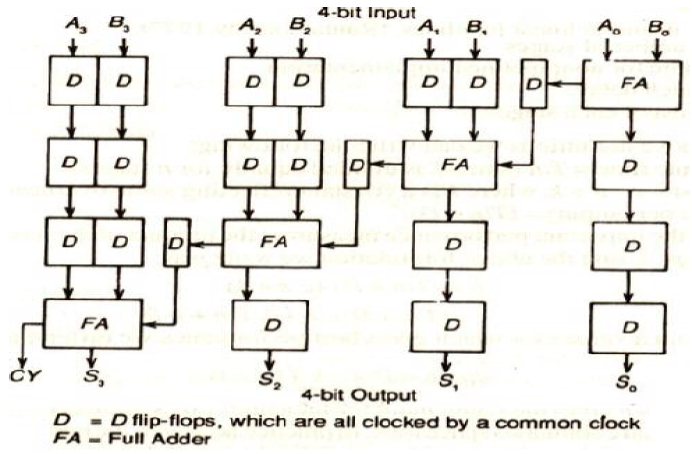 4-bit Input
A₃ B₃ A₂ B₂ A₁ B₁ A₀ B₀
D D D D D D D FA
D D D D D FA D
D D D FA D D
FA D D D
CY S₃ S₂ S₁ S₀
4-bit Output
D = D flip-flops, which are all clocked by a common clock
FA = Full Adder